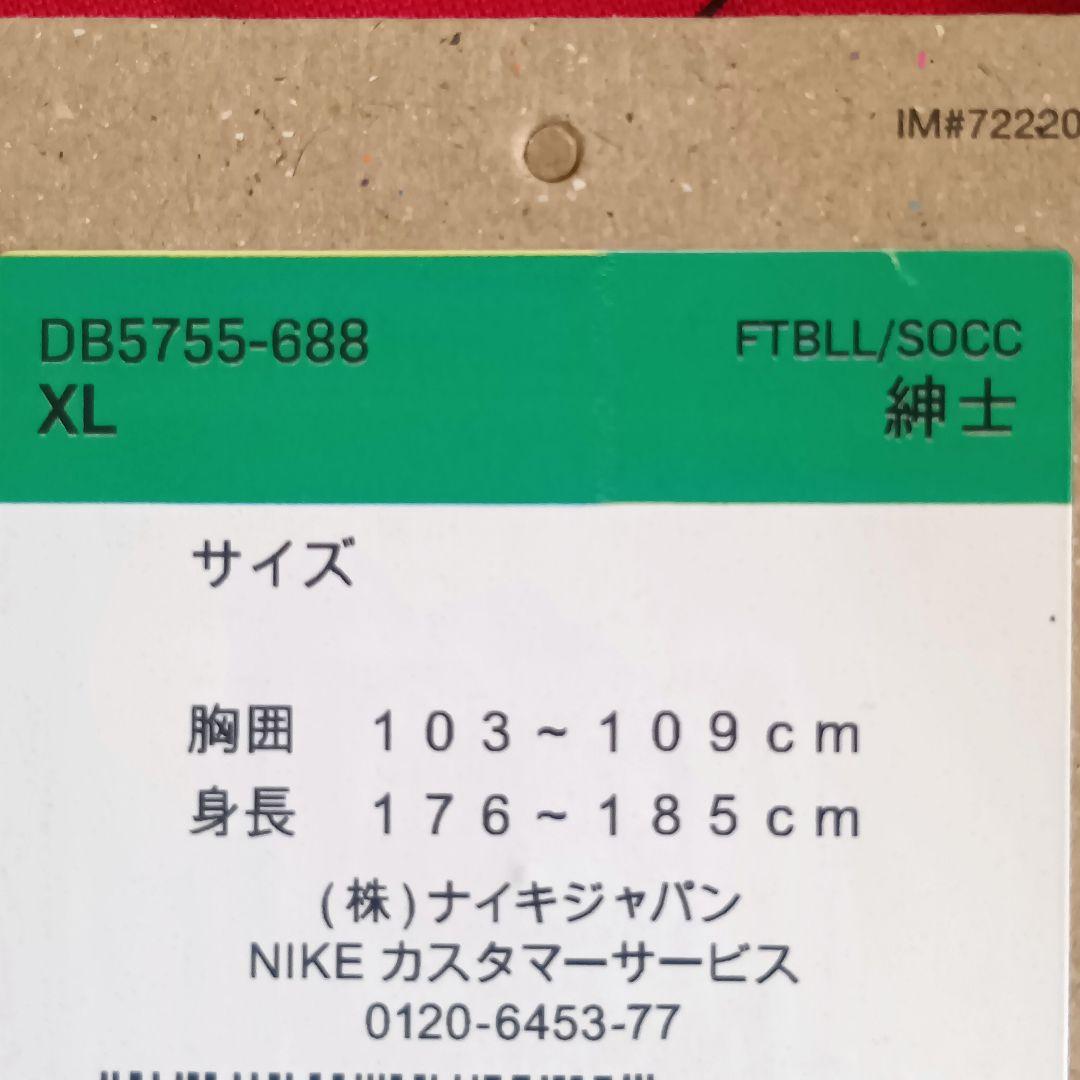 IM#72220
DB5755-688
FTBLL/SOCC
XL
紳士
サイズ
胸囲 103~109cm
身長 176~185cm
(株)ナイキジャパン
NIKE カスタマーサービス
0120-6453-77